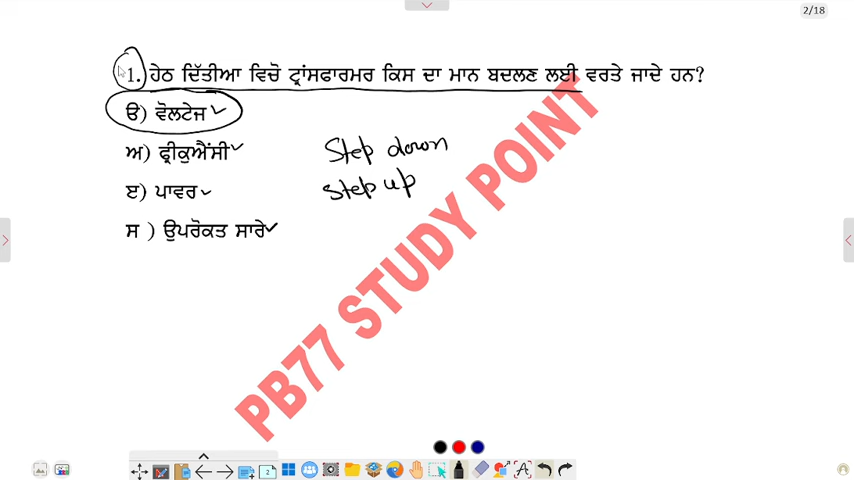 2/18
1. ਹੇਠ ਦਿੱਤੀਆ ਵਿਚੋ ਟ੍ਰਾਂਸਫਾਰਮਰ ਕਿਸ ਦਾ ਮਾਨ ਬਦਲਣ ਲਈ ਵਰਤੇ ਜਾਦੇ ਹਨ?
ੳ) ਵੋਲਟੇਜ
ਅ) ਫ੍ਰੀਕੁਐਂਸੀ
Step down
ੲ) ਪਾਵਰ
Step up
ਸ ) ਉਪਰੋਕਤ ਸਾਰੇ
PB77 STUDY POINT
2